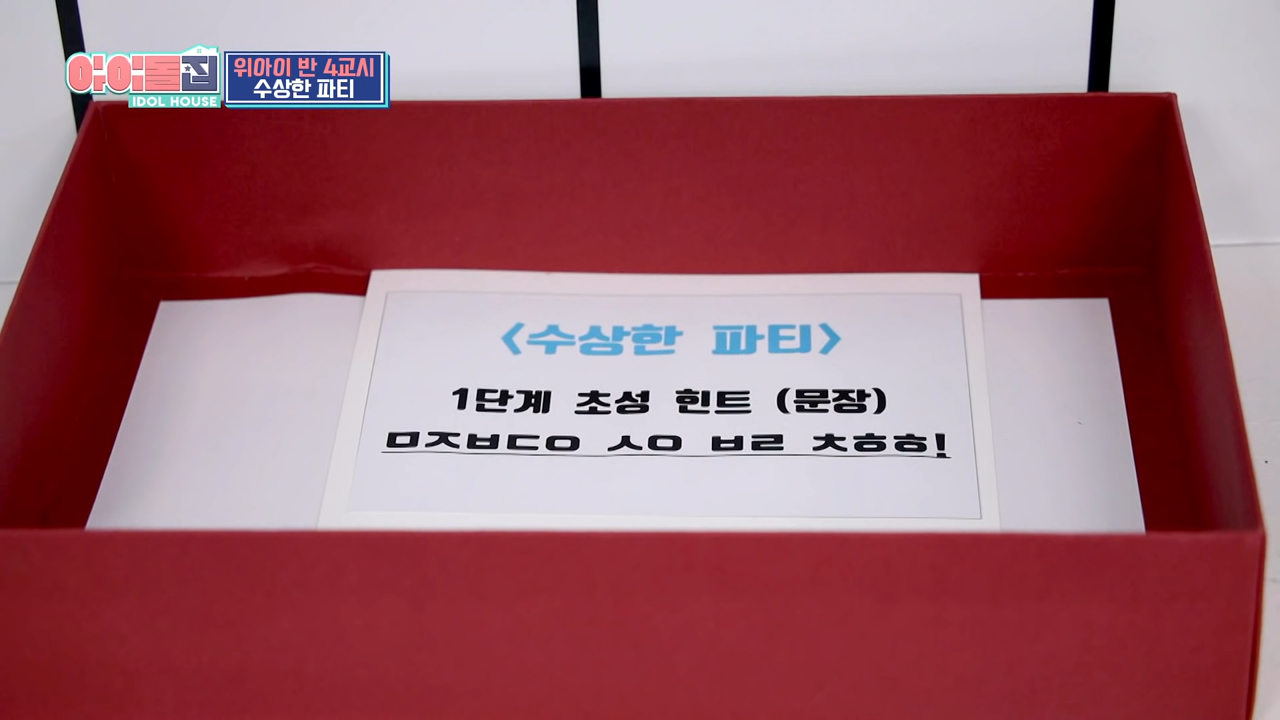 아이돌집
IDOL HOUSE
위아이 반 4교시
수상한 파티
<수상한 파티>
1단계 초성 힌트 (문장)
ㅁㅈㅂㄷㅇ ㅅㅇ ㅂㄹ ㅊㅎㅎ!